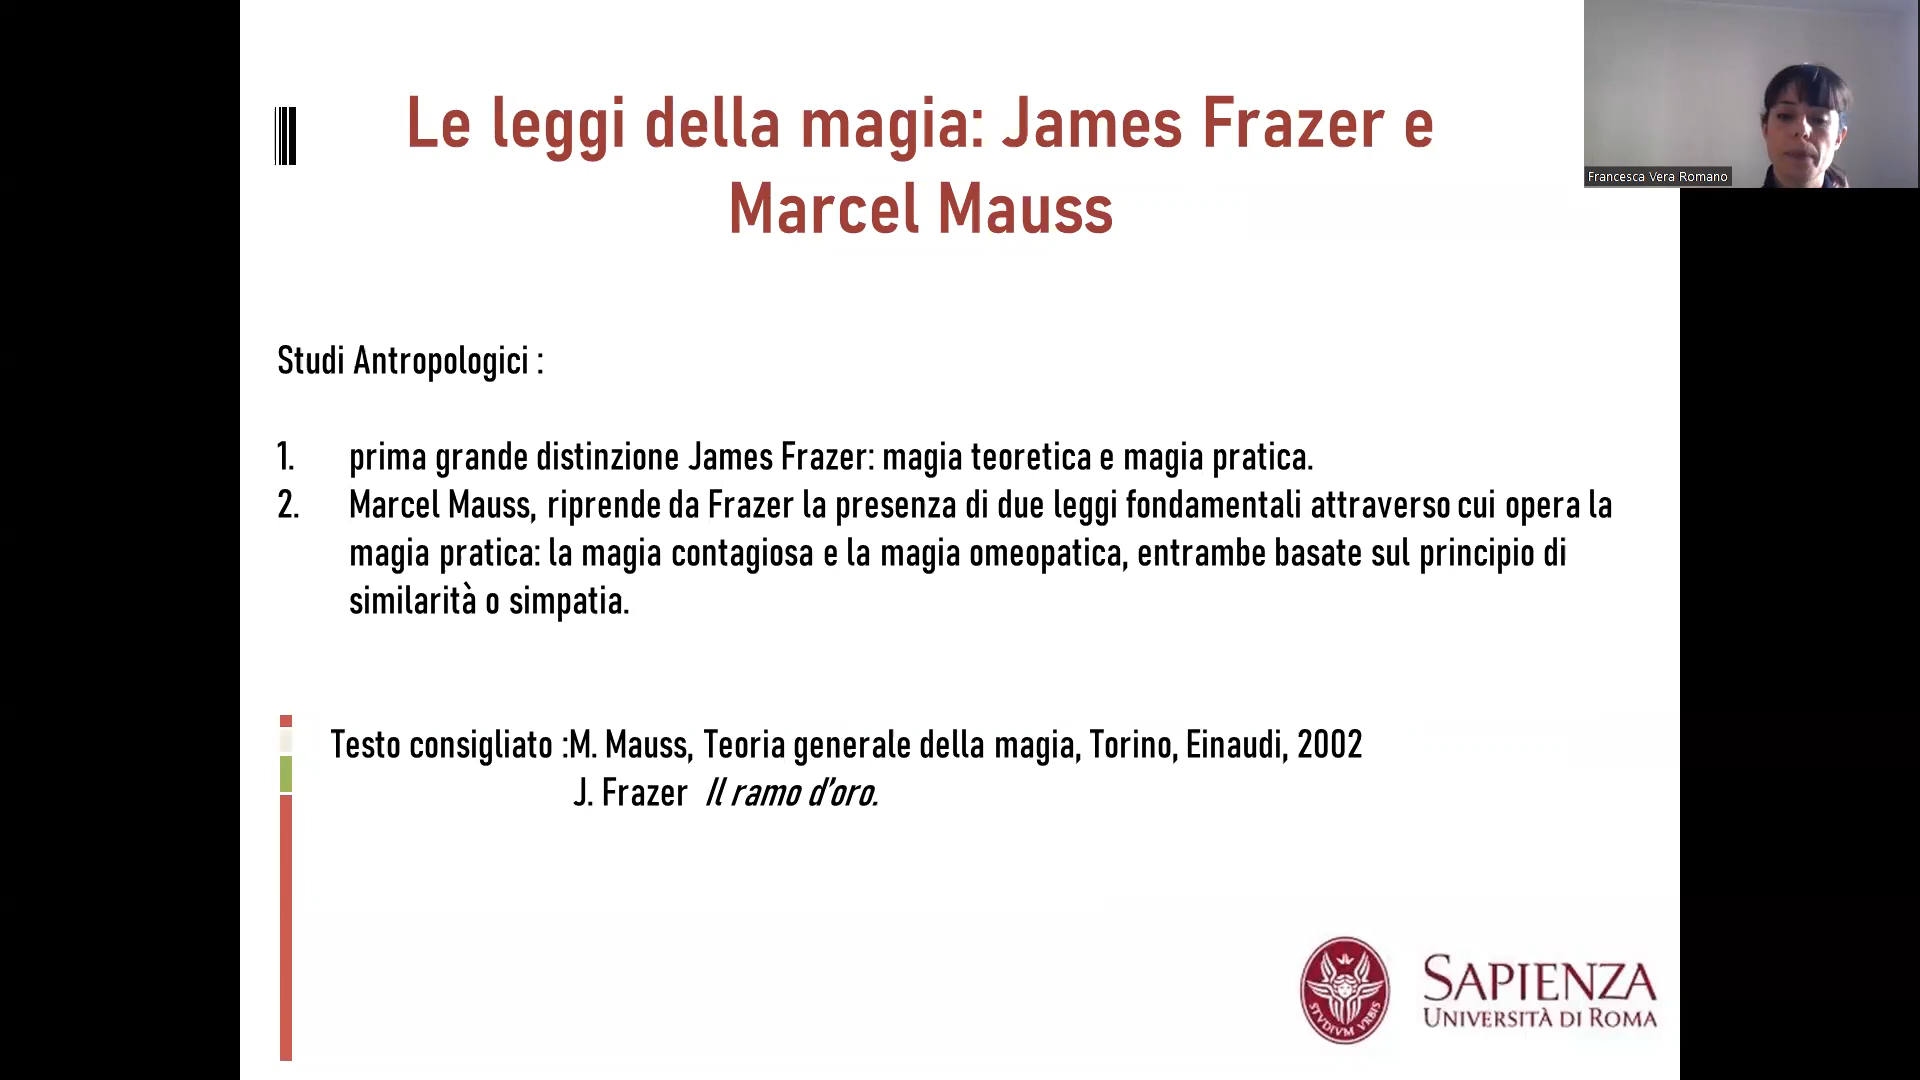 Le leggi della magia: James Frazer e
Marcel Mauss
Francesca Vera Romano
Studi Antropologici :
1. prima grande distinzione James Frazer: magia teoretica e magia pratica.
2. Marcel Mauss, riprende da Frazer la presenza di due leggi fondamentali attraverso cui opera la
magia pratica: la magia contagiosa e la magia omeopatica, entrambe basate sul principio di
similarità o simpatia.
Testo consigliato :M. Mauss, Teoria generale della magia, Torino, Einaudi, 2002
J. Frazer Il ramo d'oro.
STVDIVM VRBIS
SAPIENZA
UNIVERSITÀ DI ROMA